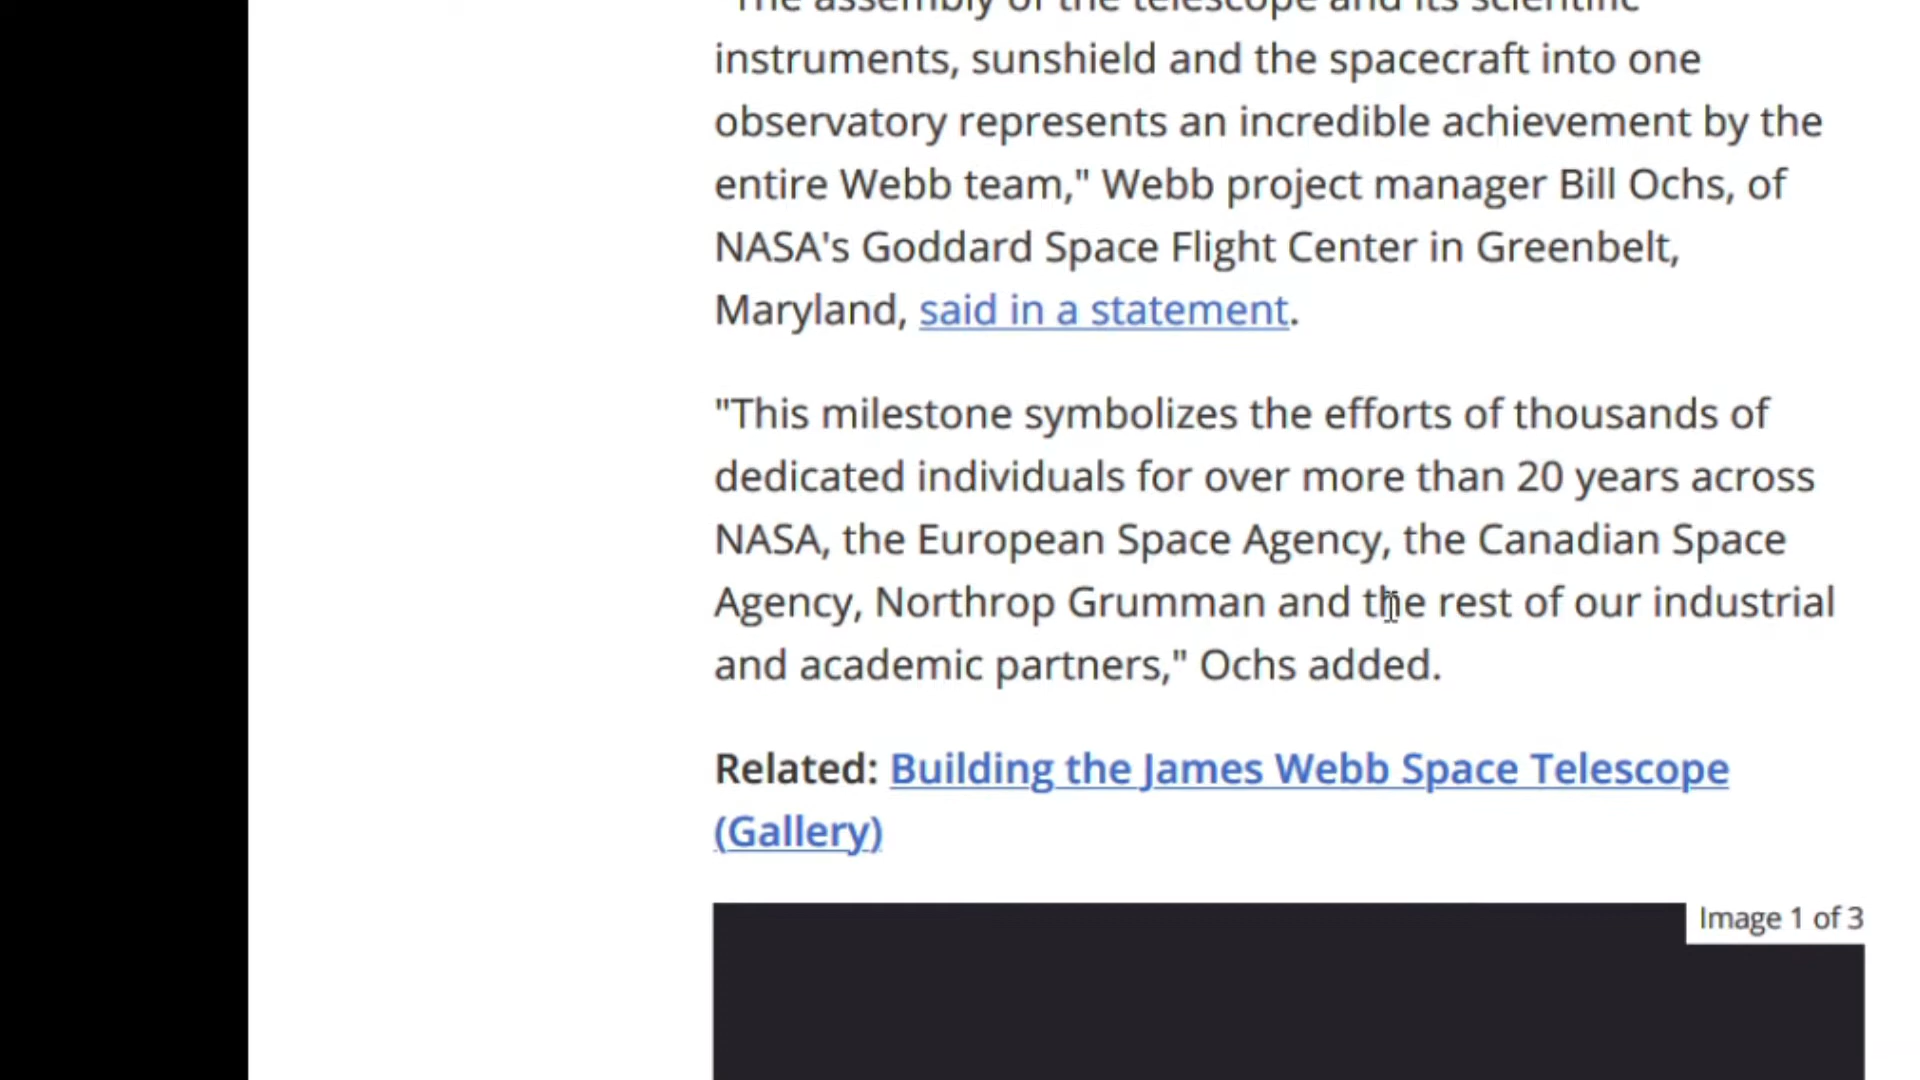 "The assembly of the telescope and its scientific
instruments, sunshield and the spacecraft into one
observatory represents an incredible achievement by the
entire Webb team," Webb project manager Bill Ochs, of
NASA's Goddard Space Flight Center in Greenbelt,
Maryland, said in a statement.
"This milestone symbolizes the efforts of thousands of
dedicated individuals for over more than 20 years across
NASA, the European Space Agency, the Canadian Space
Agency, Northrop Grumman and the rest of our industrial
and academic partners," Ochs added.
Related: Building the James Webb Space Telescope
(Gallery)
Image 1 of 3